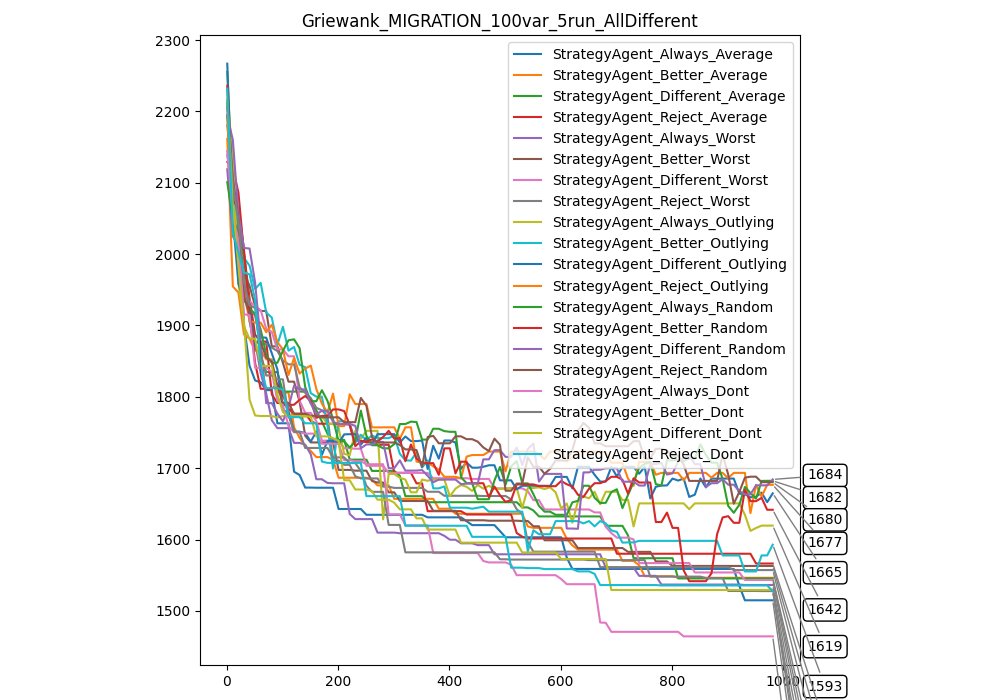 Griewank_MIGRATION_100var_5run_AllDifferent
2300
2200
2100
2000
1900
1800
1700
1600
1500
0
200
400
600
800
1000
StrategyAgent_Always_Average
StrategyAgent_Better_Average
StrategyAgent_Different_Average
StrategyAgent_Reject_Average
StrategyAgent_Always_Worst
StrategyAgent_Better_Worst
StrategyAgent_Different_Worst
StrategyAgent_Reject_Worst
StrategyAgent_Always_Outlying
StrategyAgent_Better_Outlying
StrategyAgent_Different_Outlying
StrategyAgent_Reject_Outlying
StrategyAgent_Always_Random
StrategyAgent_Better_Random
StrategyAgent_Different_Random
StrategyAgent_Reject_Random
StrategyAgent_Always_Dont
StrategyAgent_Better_Dont
StrategyAgent_Different_Dont
StrategyAgent_Reject_Dont
1684
1682
1680
1677
1665
1642
1619
1593